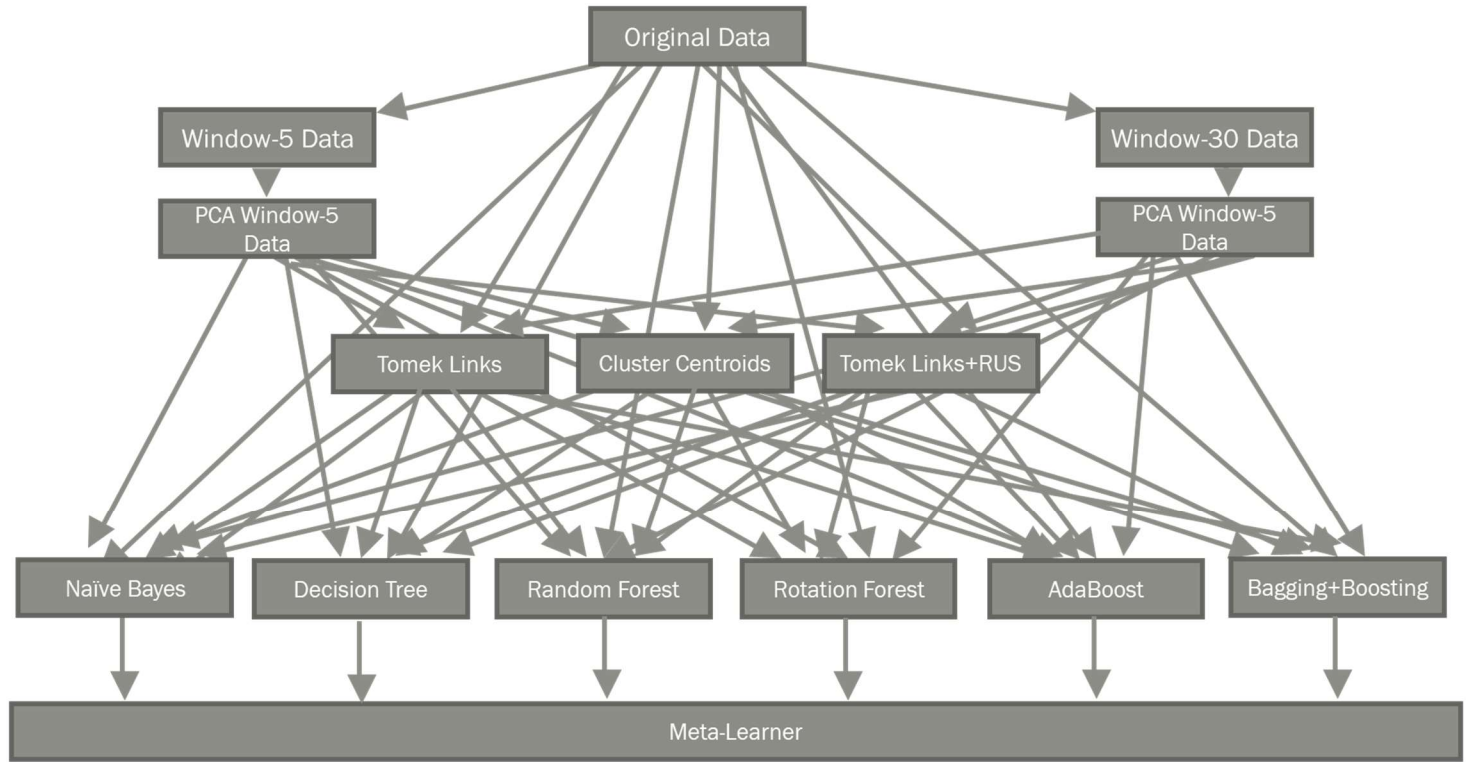 Original Data
Window-5 Data
Window-30 Data
PCA Window-5
Data
PCA Window-5
Data
Tomek Links
Cluster Centroids
Tomek Links+RUS
Naïve Bayes
Decision Tree
Random Forest
Rotation Forest
AdaBoost
Bagging+Boosting
Meta-Learner